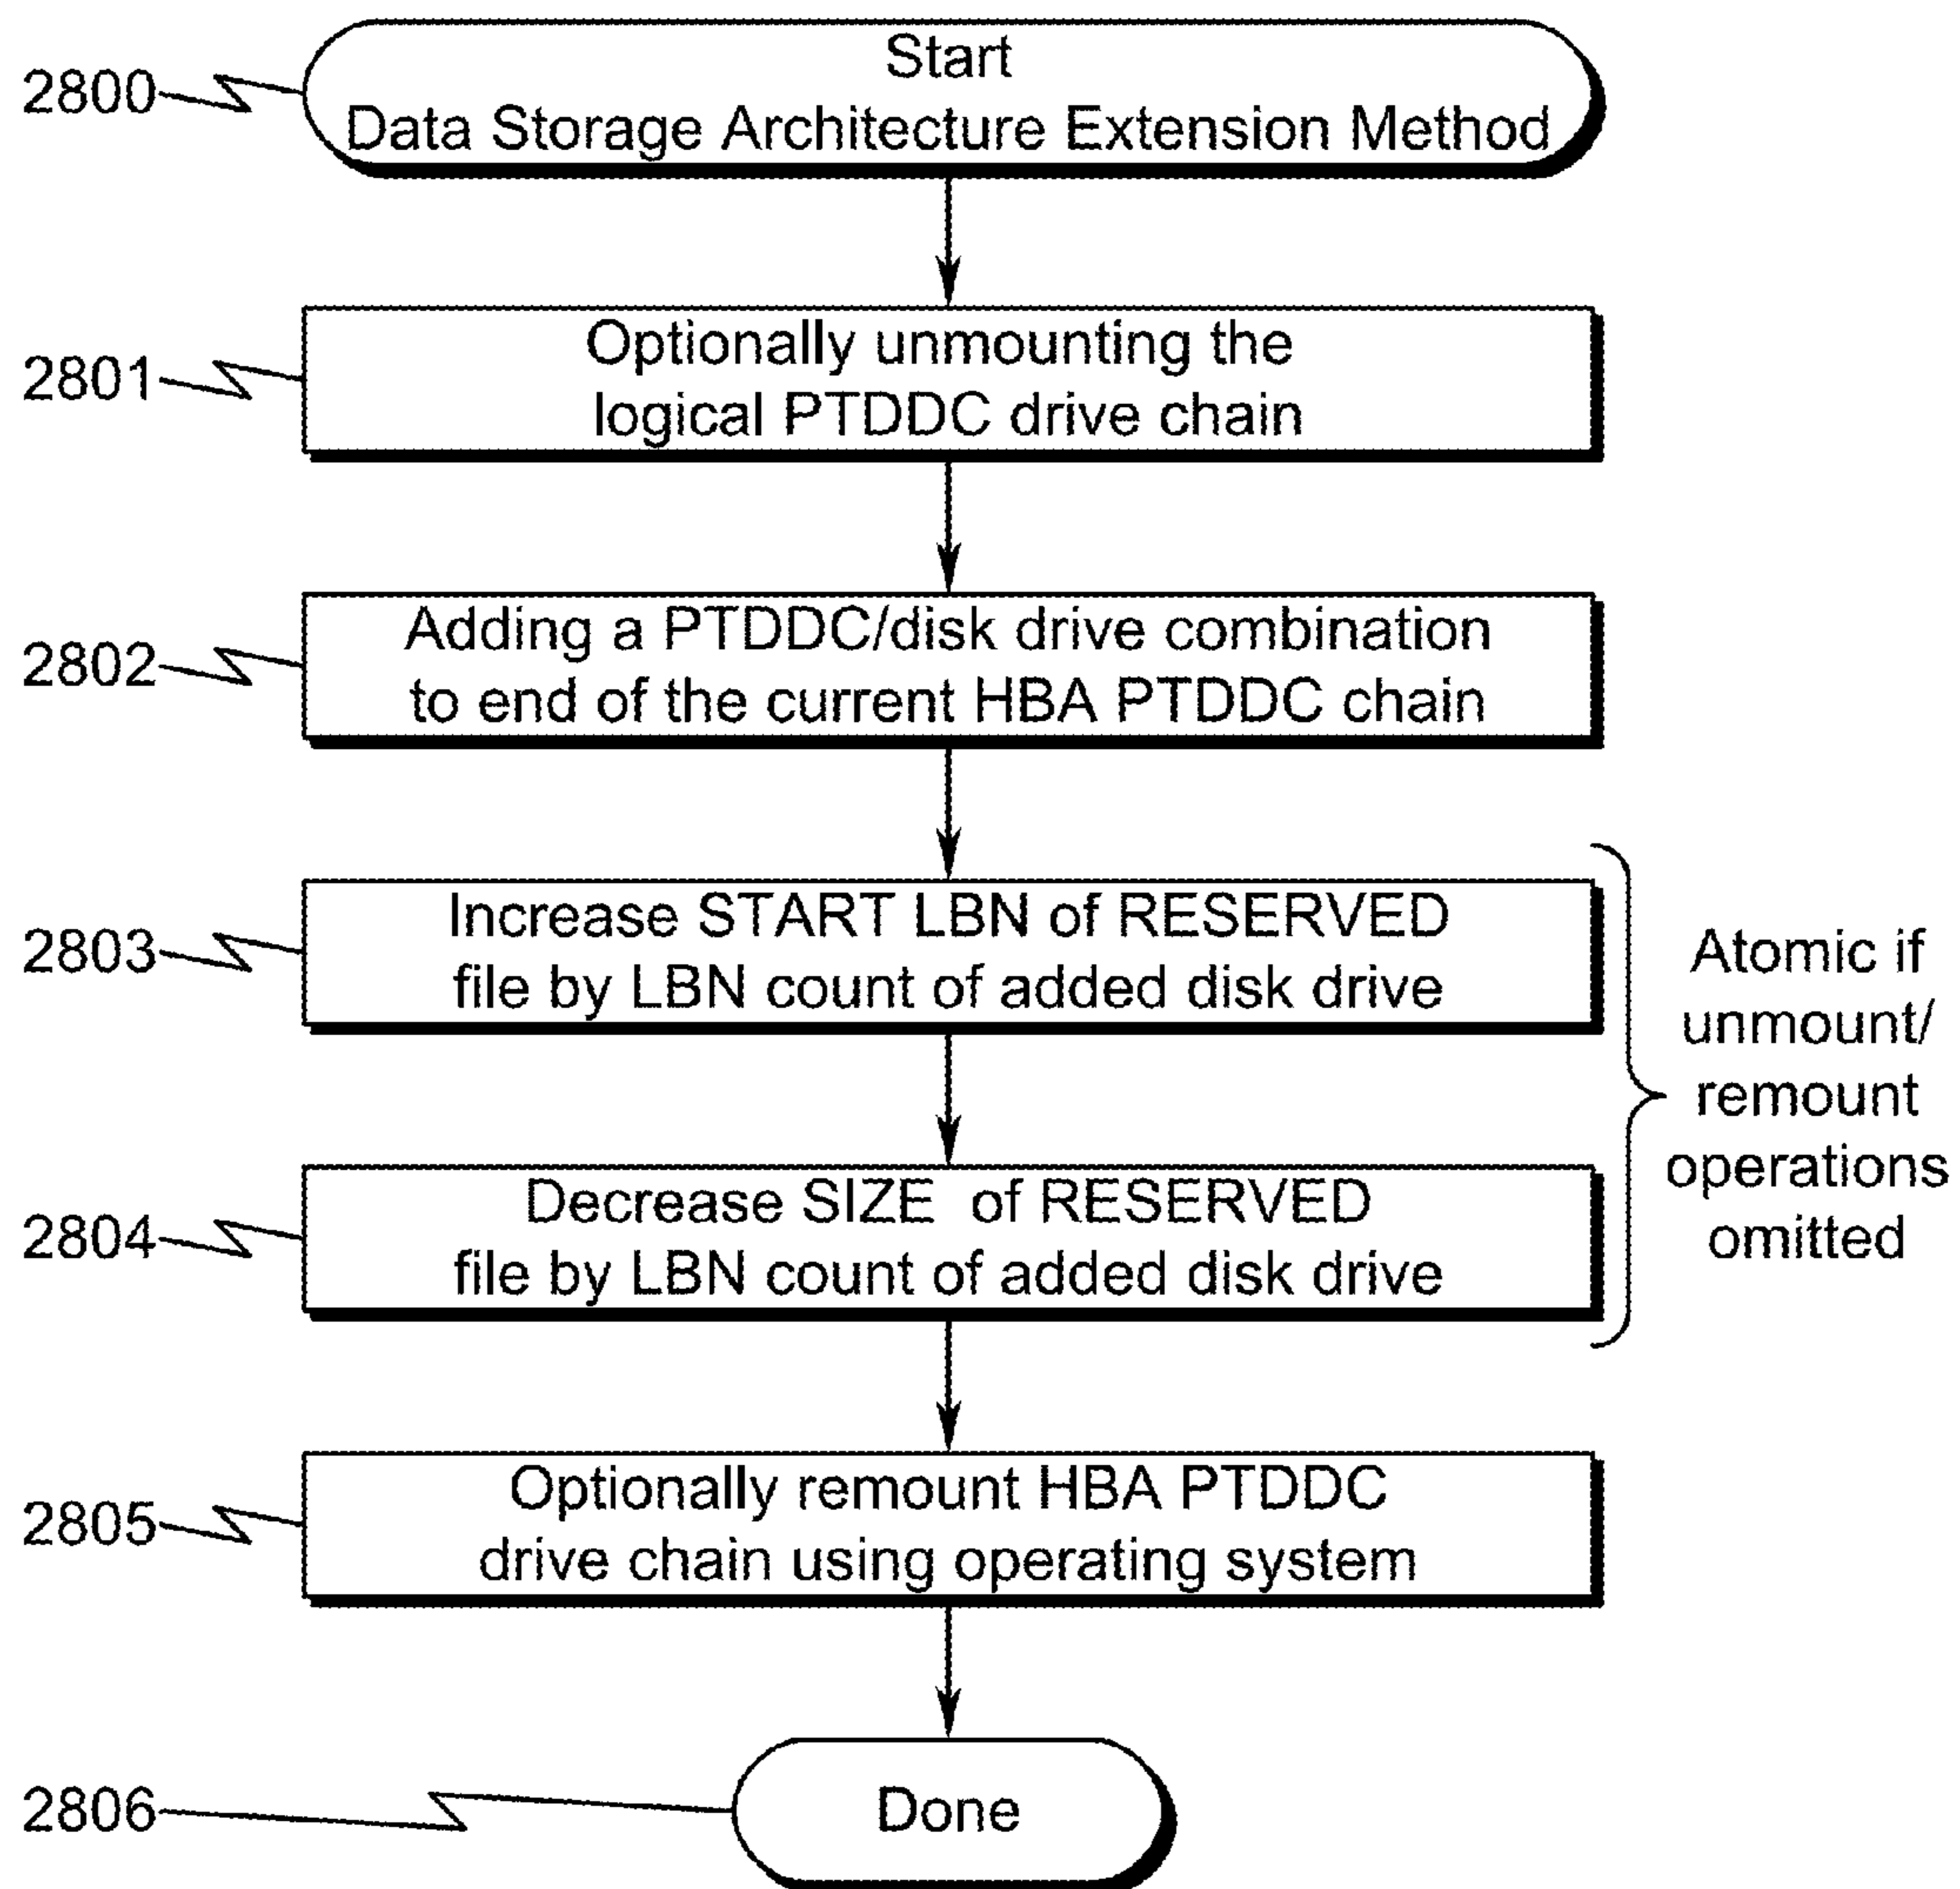 2800
Start
Data Storage Architecture Extension Method
2801
Optionally unmounting the
logical PTDDC drive chain
2802
Adding a PTDDC/disk drive combination
to end of the current HBA PTDDC chain
2803
Increase START LBN of RESERVED
file by LBN count of added disk drive
2804
Decrease SIZE of RESERVED
file by LBN count of added disk drive
Atomic if
unmount/
remount
operations
omitted
2805
Optionally remount HBA PTDDC
drive chain using operating system
2806
Done